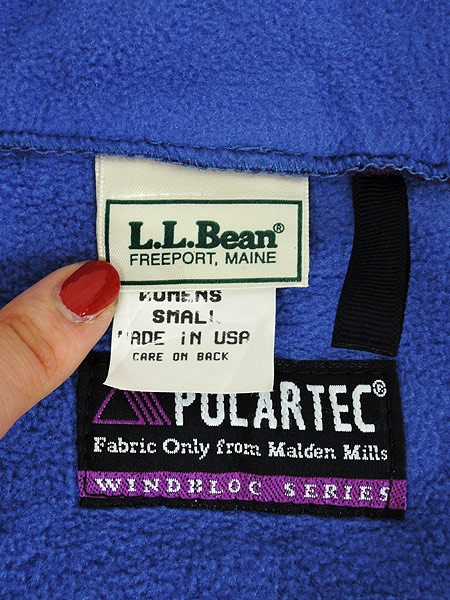 L.L.Bean®
FREEPORT, MAINE
WOMENS
SMALL
MADE IN USA
CARE ON BACK
POLARTEC®
Fabric Only from Malden Mills
WINDBLOC SERIES